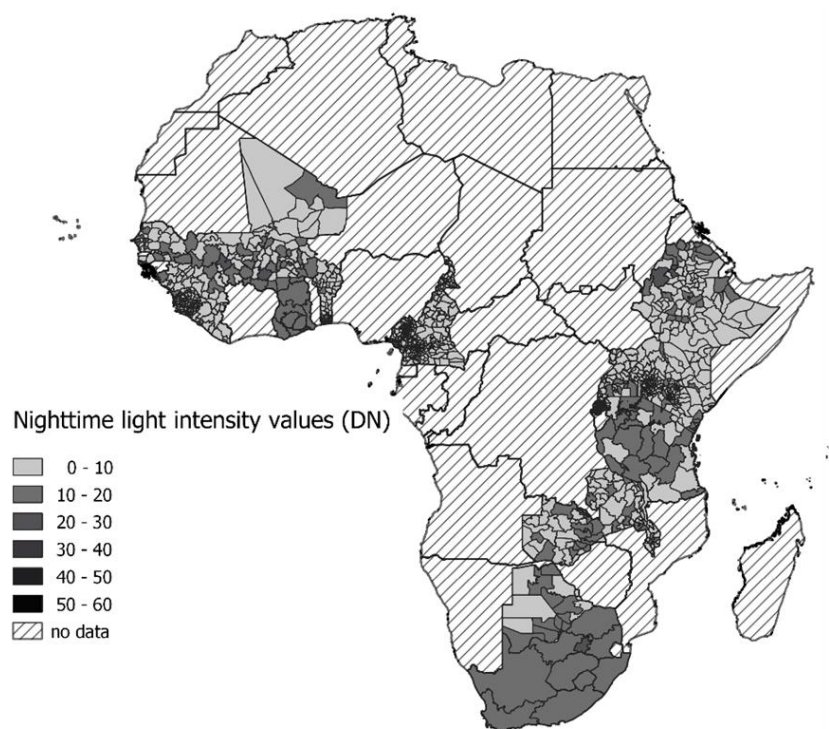 Nighttime light intensity values (DN)
0 - 10
10 - 20
20 - 30
30 - 40
40 - 50
50 - 60
no data